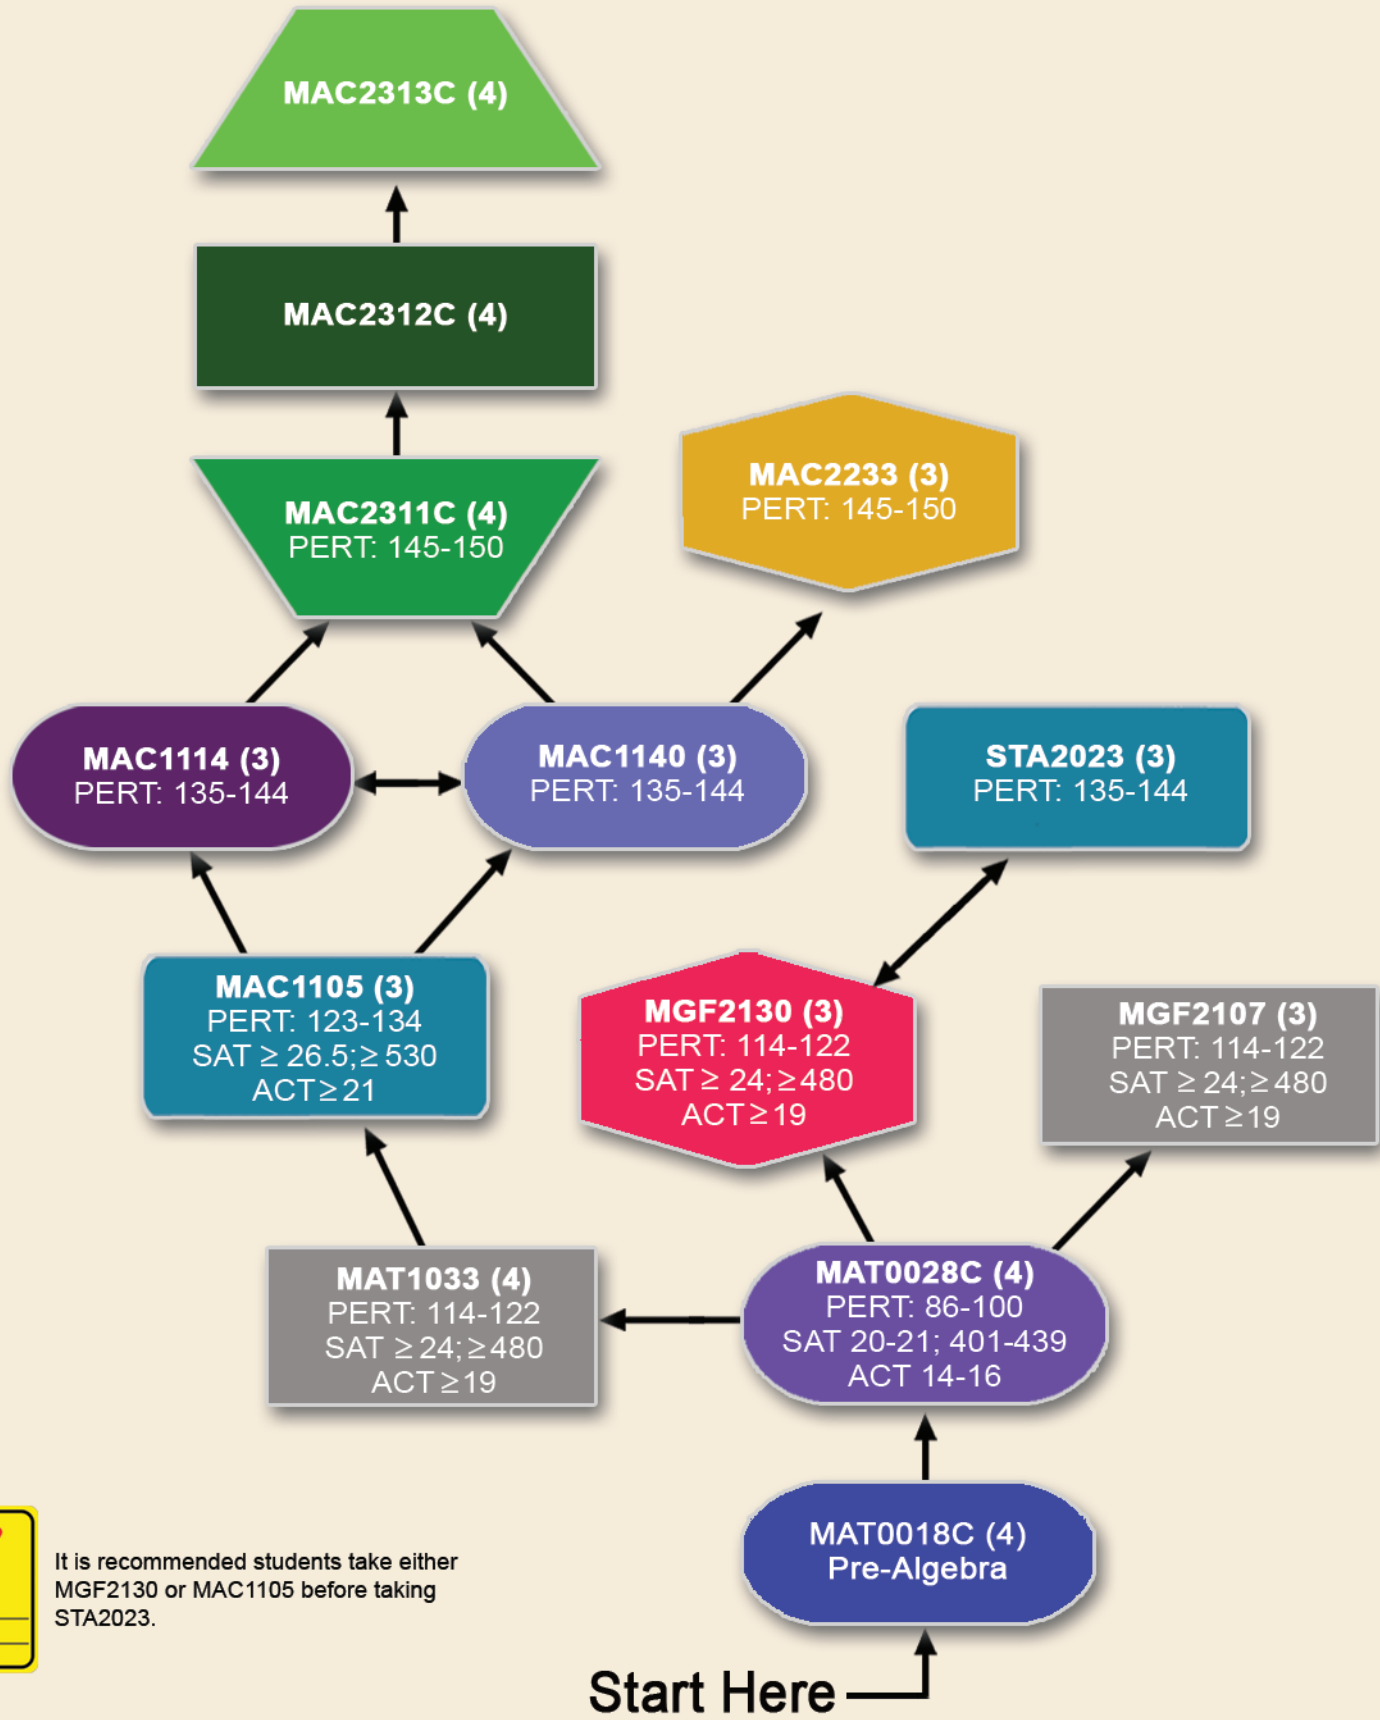 MAC2313C (4)
MAC2312C (4)
MAC2311C (4)
PERT: 145-150
MAC2233 (3)
PERT: 145-150
MAC1114 (3)
PERT: 135-144
MAC1140 (3)
PERT: 135-144
STA2023 (3)
PERT: 135-144
MAC1105 (3)
PERT: 123-134
SAT ≥ 26.5; ≥ 530
ACT ≥ 21
MGF2130 (3)
PERT: 114-122
SAT ≥ 24; ≥ 480
ACT ≥ 19
MGF2107 (3)
PERT: 114-122
SAT ≥ 24; ≥ 480
ACT ≥ 19
MAT1033 (4)
PERT: 114-122
SAT ≥ 24; ≥ 480
ACT ≥ 19
MAT0028C (4)
PERT: 86-100
SAT 20-21; 401-439
ACT 14-16
MAT0018C (4)
Pre-Algebra
It is recommended students take either
MGF2130 or MAC1105 before taking
STA2023.
Start Here